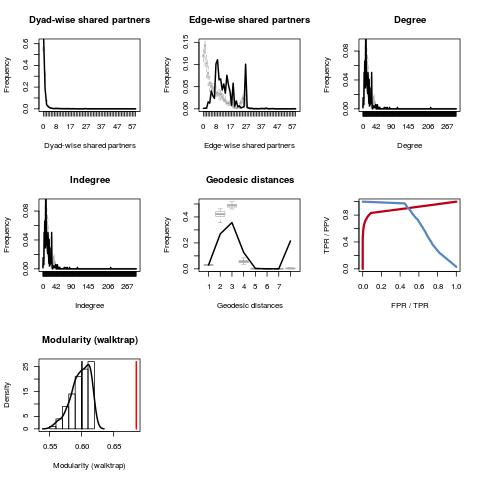 Dyad-wise shared partners
Frequency
0.0 0.2 0.4 0.6
0 8 17 27 37 47 57
Dyad-wise shared partners
Edge-wise shared partners
Frequency
0.00 0.05 0.10 0.15
0 8 17 27 37 47 57
Edge-wise shared partners
Degree
Frequency
0.00 0.04 0.08
0 42 90 145 206 267
Degree
Indegree
Frequency
0.00 0.04 0.08
0 42 90 145 206 267
Indegree
Geodesic distances
Frequency
0.0 0.2 0.4
1 2 3 4 5 6 7
Geodesic distances
TPR / PPV
0.0 0.4 0.8
0.0 0.2 0.4 0.6 0.8 1.0
FPR / TPR
Modularity (walktrap)
Density
0 5 15 25
0.55 0.60 0.65
Modularity (walktrap)